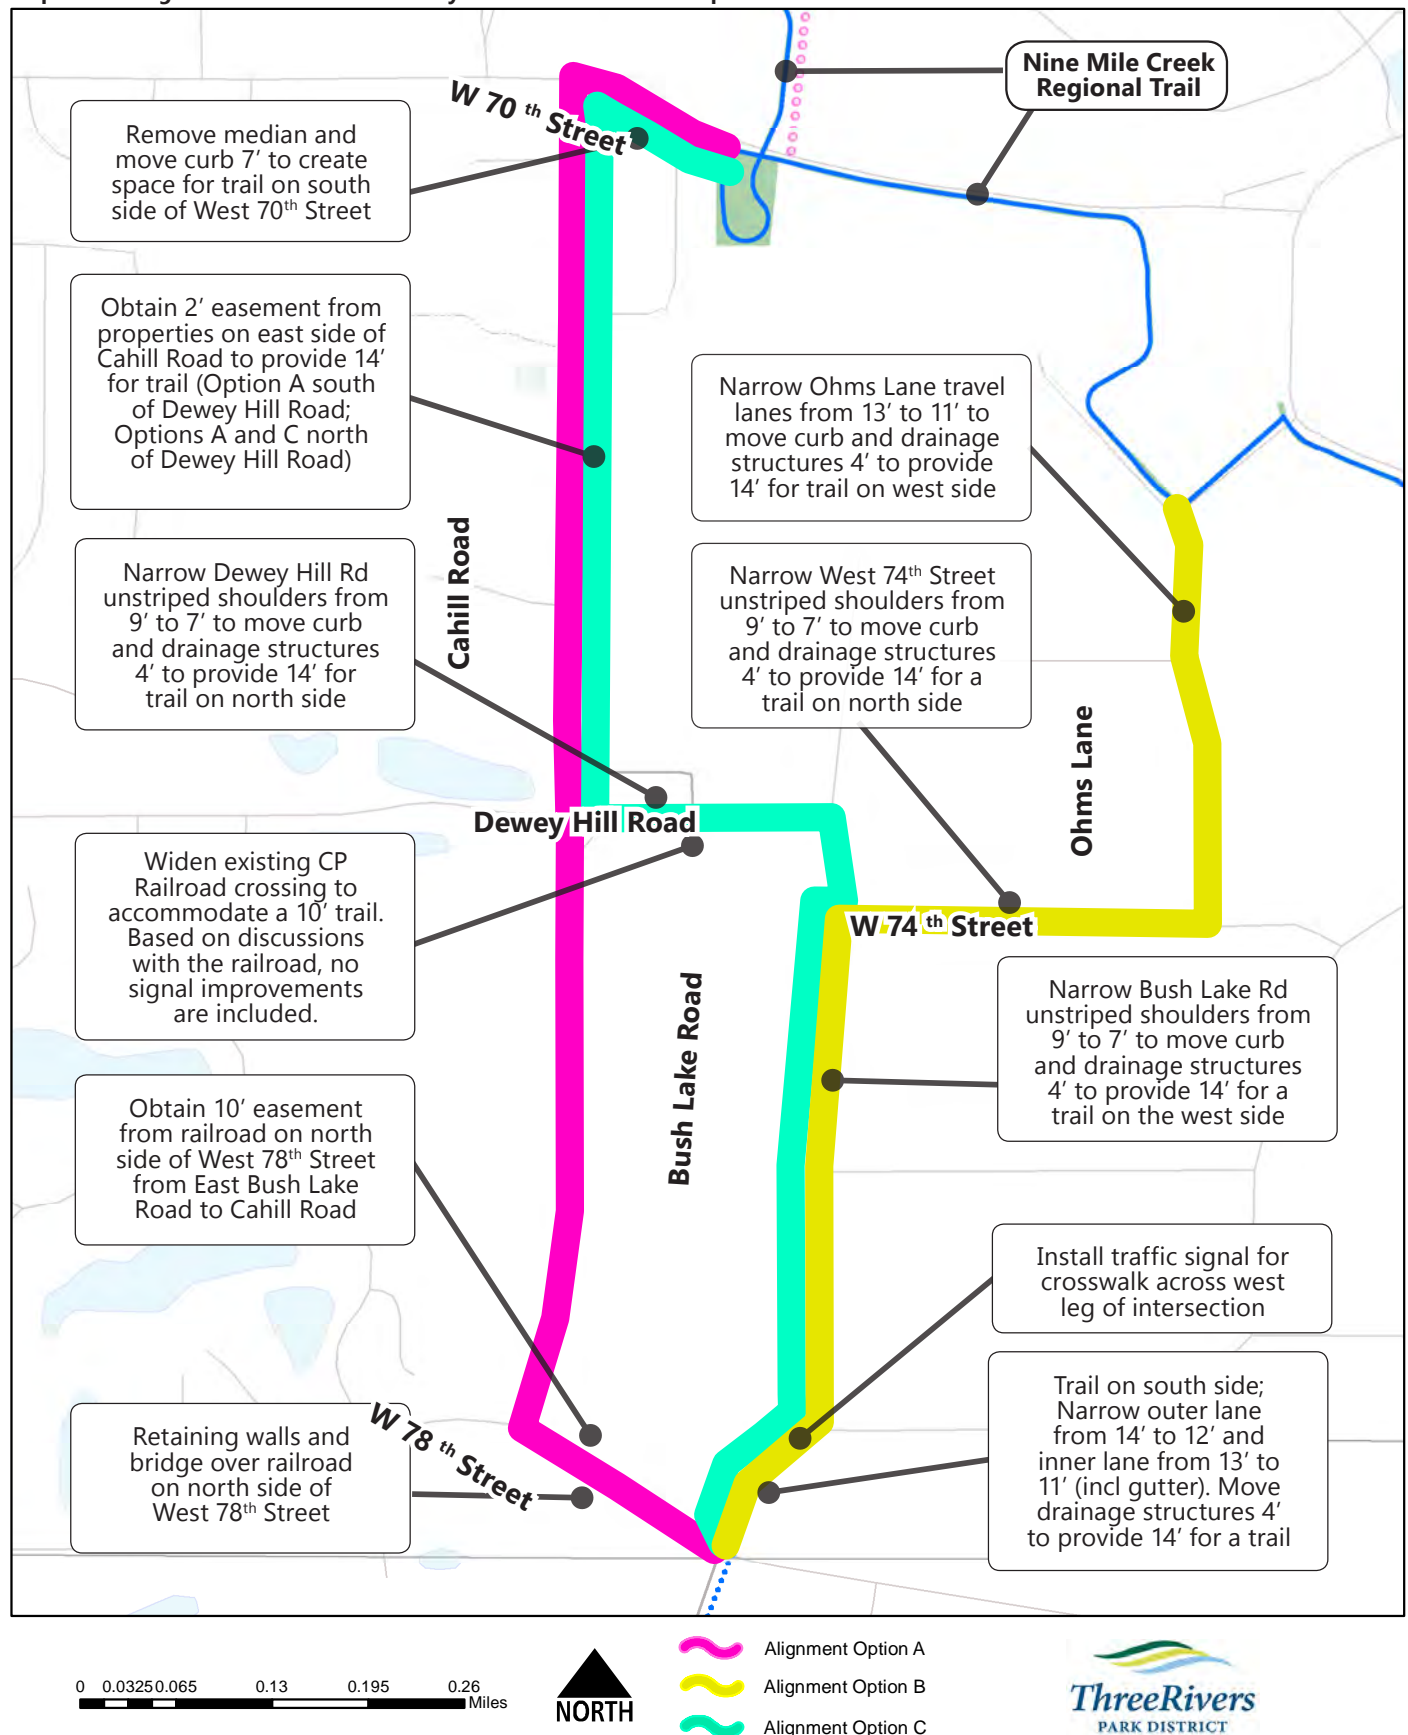 Nine Mile Creek
Regional Trail
W 70 th Street
Remove median and
move curb 7’ to create
space for trail on south
side of West 70th Street
Obtain 2’ easement from
properties on east side of
Cahill Road to provide 14’
for trail (Option A south
of Dewey Hill Road;
Options A and C north
of Dewey Hill Road)
Narrow Ohms Lane travel
lanes from 13’ to 11’ to
move curb and drainage
structures 4’ to provide
14’ for trail on west side
Cahill Road
Narrow Dewey Hill Rd
unstriped shoulders from
9’ to 7’ to move curb
and drainage structures
4’ to provide 14’ for
trail on north side
Narrow West 74th Street
unstriped shoulders from
9’ to 7’ to move curb
and drainage structures
4’ to provide 14’ for a
trail on north side
Ohms Lane
Dewey Hill Road
Widen existing CP
Railroad crossing to
accommodate a 10’ trail.
Based on discussions
with the railroad, no
signal improvements
are included.
W 74 th Street
Bush Lake Road
Narrow Bush Lake Rd
unstriped shoulders from
9’ to 7’ to move curb
and drainage structures
4’ to provide 14’ for a
trail on the west side
Obtain 10’ easement
from railroad on north
side of West 78th Street
from East Bush Lake
Road to Cahill Road
Install traffic signal for
crosswalk across west
leg of intersection
W 78 th Street
Retaining walls and
bridge over railroad
on north side of
West 78th Street
Trail on south side;
Narrow outer lane
from 14’ to 12’ and
inner lane from 13’ to
11’ (incl gutter). Move
drainage structures 4’
to provide 14’ for a trail
0 0.0325 0.065 0.13 0.195 0.26
Miles
NORTH
Alignment Option A
Alignment Option B
Alignment Option C
ThreeRivers
PARK DISTRICT